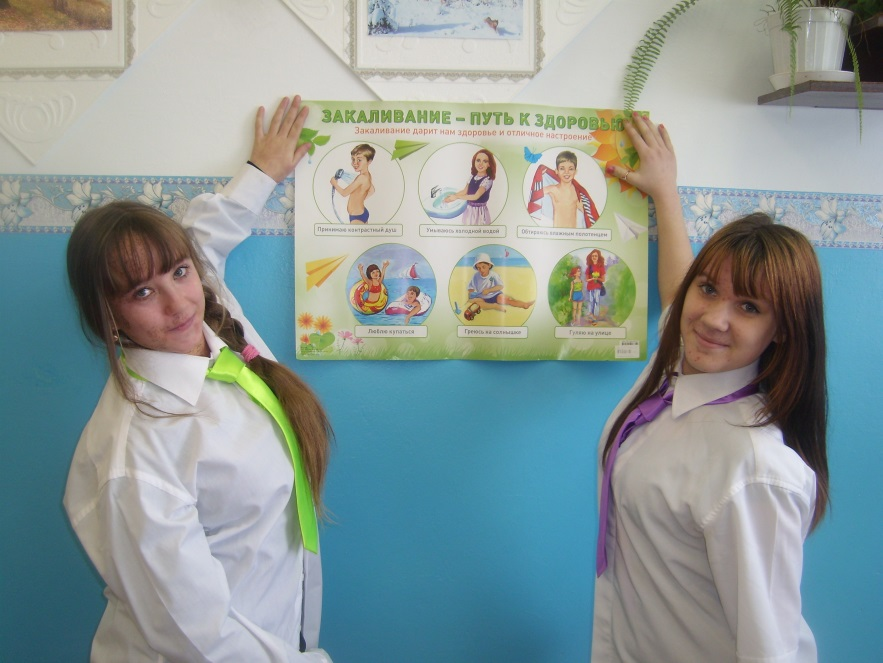 ЗАКАЛИВАНИЕ – ПУТЬ К ЗДОРОВЬЮ
Закаливание дарит нам здоровье и отличное настроение
Принимаю контрастный душ
Умываюсь холодной водой
Обтираюсь влажным полотенцем
Люблю купаться
Греюсь на солнышке
Гуляю на улице